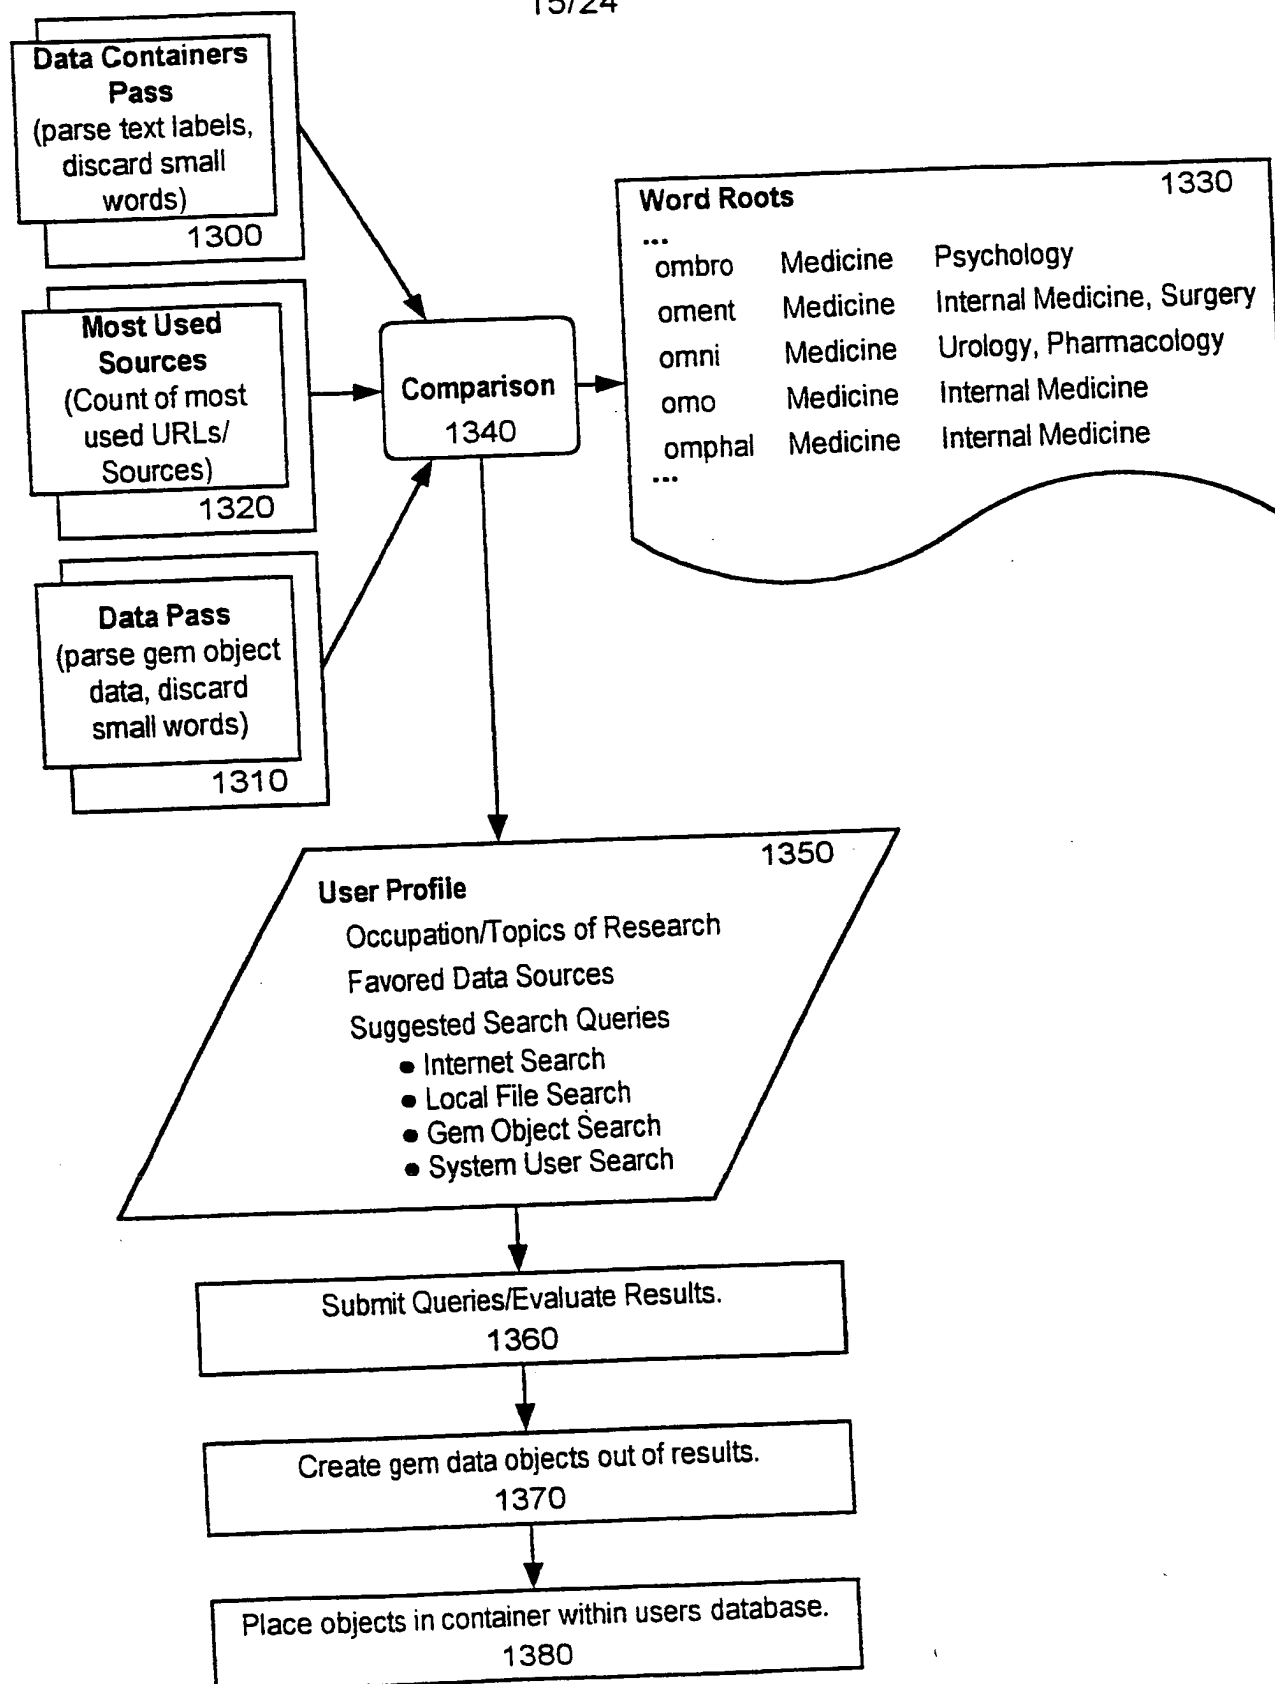 15/24
Data Containers
Pass
(parse text labels,
discard small
words)
1300
Most Used
Sources
(Count of most
used URLs/
Sources)
1320
Data Pass
(parse gem object
data, discard
small words)
1310
Comparison
1340
Word Roots 1330
...
ombro Medicine Psychology
oment Medicine Internal Medicine, Surgery
omni Medicine Urology, Pharmacology
omo Medicine Internal Medicine
omphal Medicine Internal Medicine
...
1350
User Profile
Occupation/Topics of Research
Favored Data Sources
Suggested Search Queries
• Internet Search
• Local File Search
• Gem Object Search
• System User Search
Submit Queries/Evaluate Results.
1360
Create gem data objects out of results.
1370
Place objects in container within users database.
1380